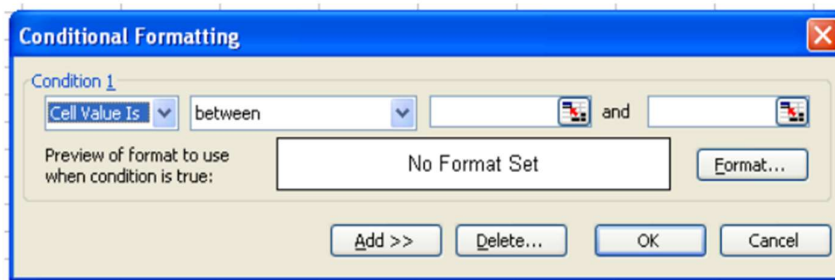 Conditional Formatting
Condition 1
Cell Value Is between and
Preview of format to use
when condition is true:
No Format Set
Format...
Add >> Delete... OK Cancel